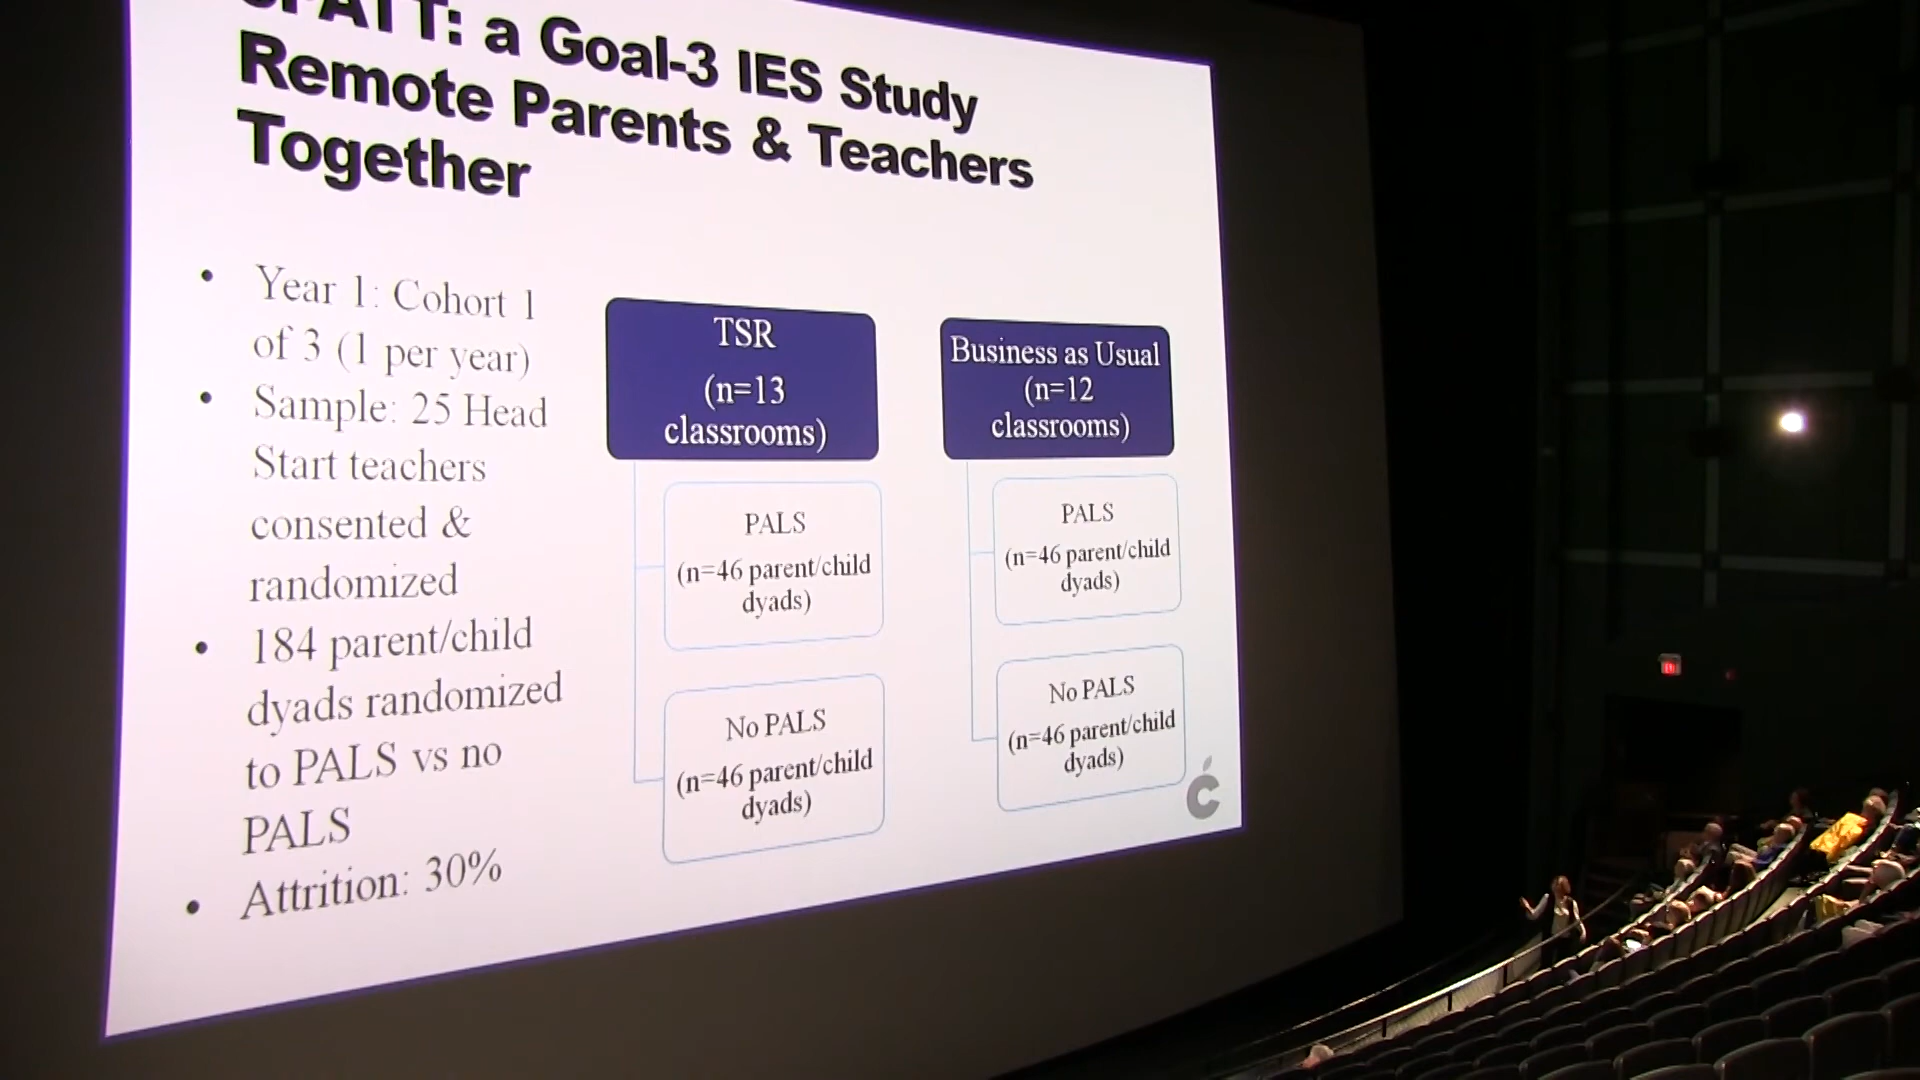 a Goal-3 IES Study
Remote Parents & Teachers
Together
• Year 1: Cohort 1
of 3 (1 per year)
• Sample: 25 Head
Start teachers
consented &
randomized
• 184 parent/child
dyads randomized
to PALS vs no
PALS
• Attrition: 30%
TSR
(n=13
classrooms)
PALS
(n=46 parent/child
dyads)
No PALS
(n=46 parent/child
dyads)
Business as Usual
(n=12
classrooms)
PALS
(n=46 parent/child
dyads)
No PALS
(n=46 parent/child
dyads)